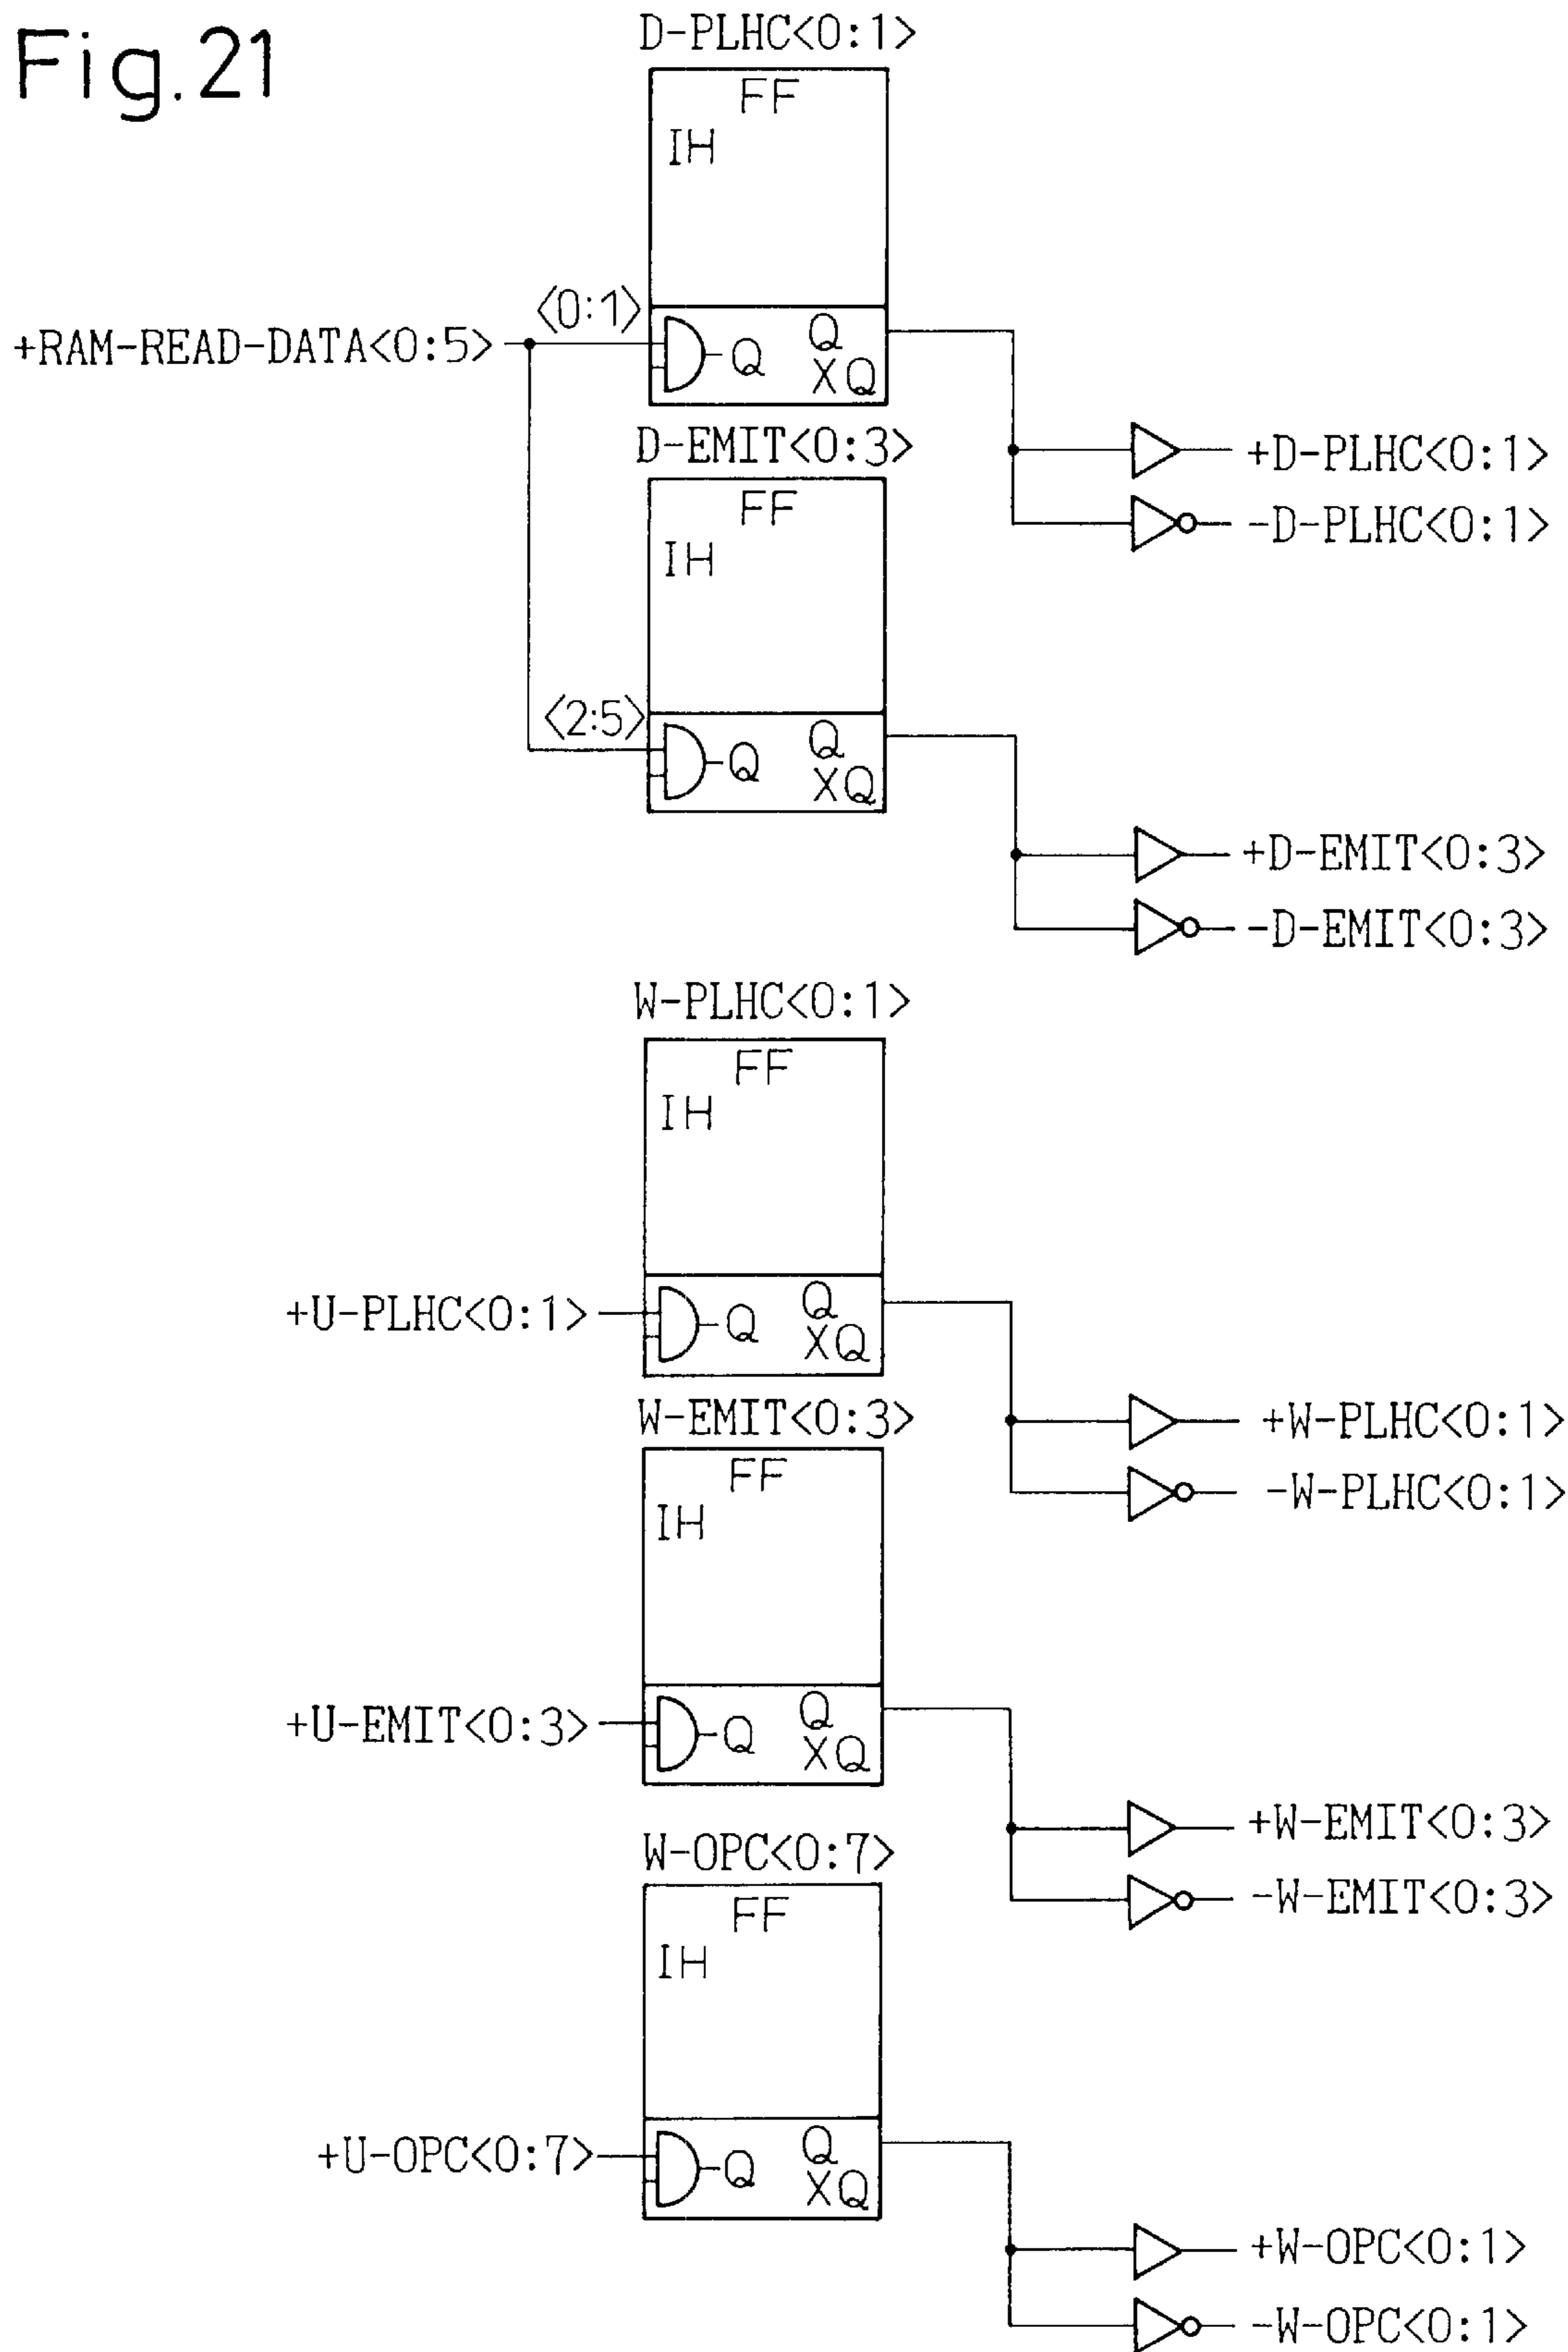 Fig.21
D-PLHC<0:1>
FF
IH
+RAM-READ-DATA<0:5>
<0:1>
Q
Q
XQ
+D-PLHC<0:1>
-D-PLHC<0:1>
D-EMIT<0:3>
FF
IH
<2:5>
Q
Q
XQ
+D-EMIT<0:3>
-D-EMIT<0:3>
W-PLHC<0:1>
FF
IH
+U-PLHC<0:1>
Q
Q
XQ
+W-PLHC<0:1>
-W-PLHC<0:1>
W-EMIT<0:3>
FF
IH
+U-EMIT<0:3>
Q
Q
XQ
+W-EMIT<0:3>
-W-EMIT<0:3>
W-OPC<0:7>
FF
IH
+U-OPC<0:7>
Q
Q
XQ
+W-OPC<0:1>
-W-OPC<0:1>